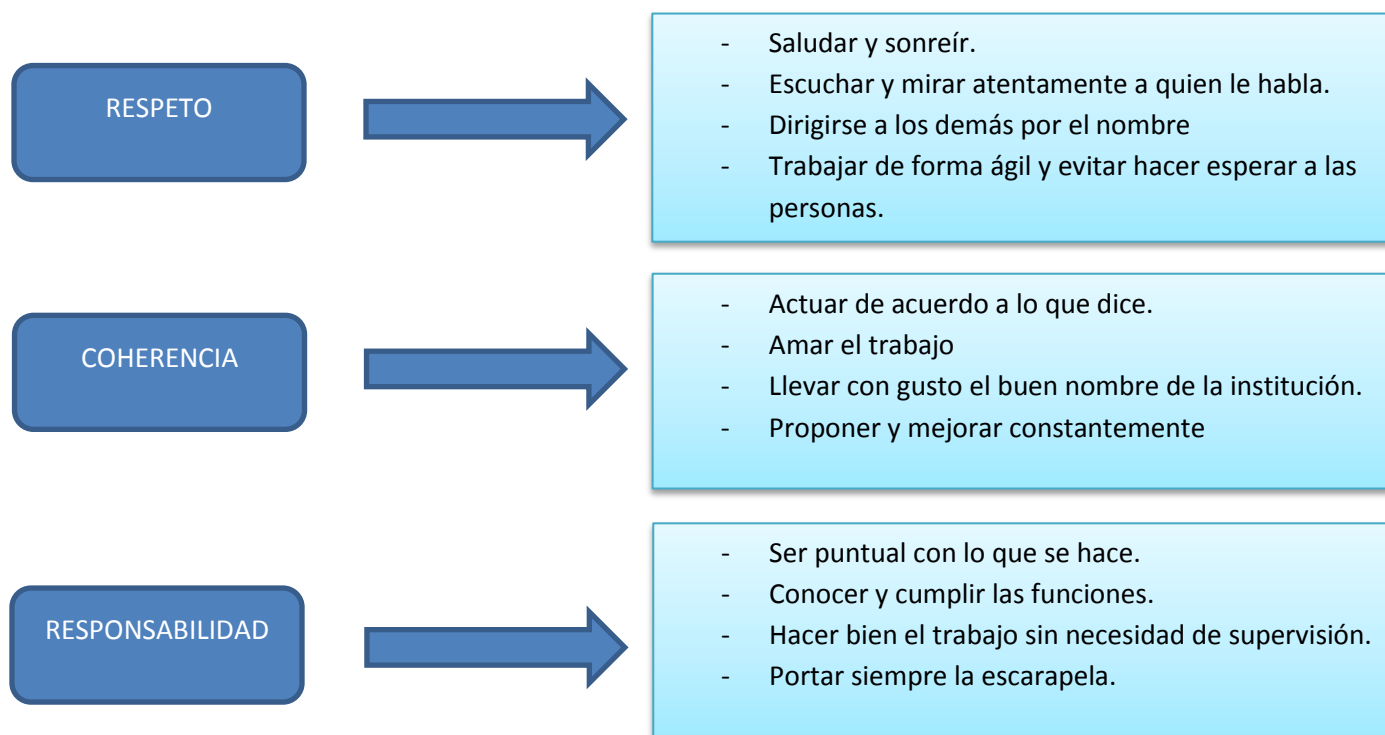 RESPETO
- Saludar y sonreír.
- Escuchar y mirar atentamente a quien le habla.
- Dirigirse a los demás por el nombre
- Trabajar de forma ágil y evitar hacer esperar a las
personas.
COHERENCIA
- Actuar de acuerdo a lo que dice.
- Amar el trabajo
- Llevar con gusto el buen nombre de la institución.
- Proponer y mejorar constantemente
RESPONSABILIDAD
- Ser puntual con lo que se hace.
- Conocer y cumplir las funciones.
- Hacer bien el trabajo sin necesidad de supervisión.
- Portar siempre la escarapela.